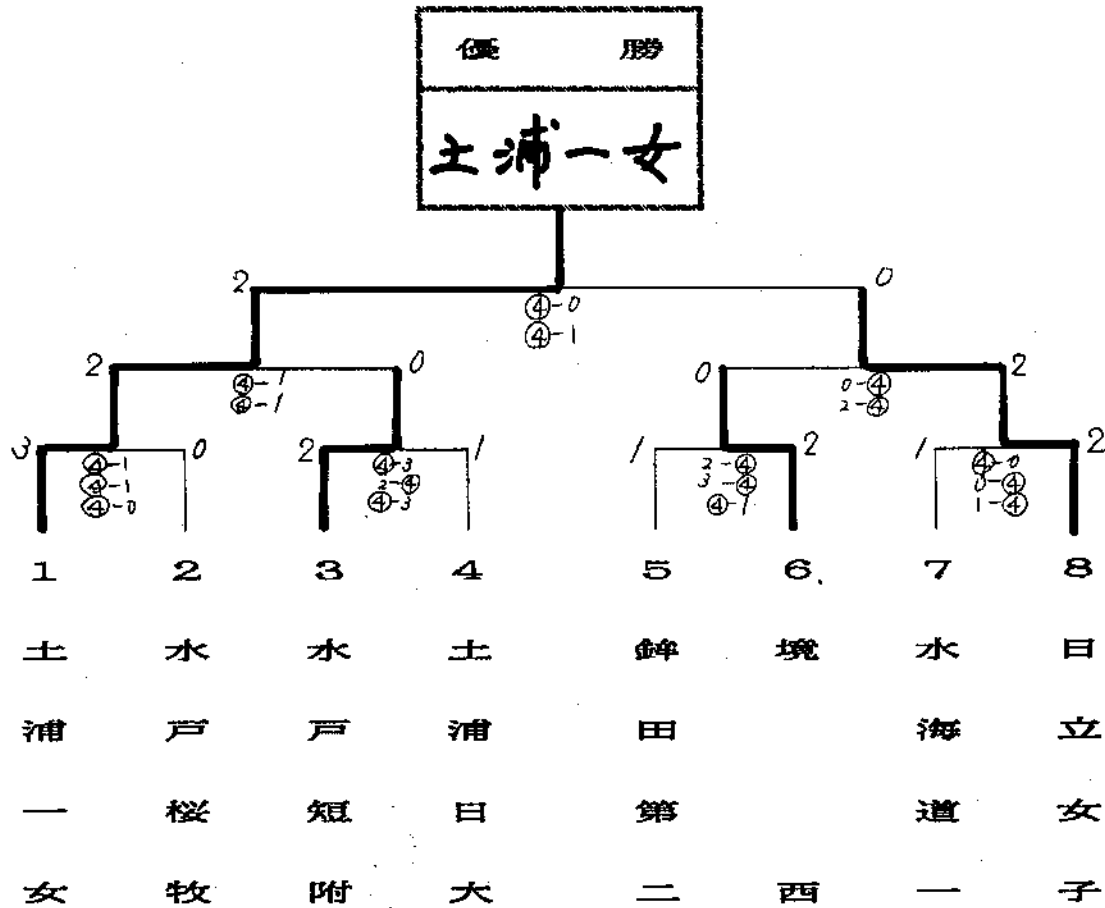 優勝
土浦一女
2 0
④-0
④-1
2 0 0 2
④-1 0-④
④-1 2-④
3 0 2 1 1 2 1 2
④-1 ④-3 2-④ ④-0
④-1 2-④ 3-④ 0-④
④-0 ④-3 ④-1 1-④
1 2 3 4 5 6 7 8
土浦一女
水戸桜牧
水戸短附
土浦日大
鉾田第二
境西
水海道一
日立女子